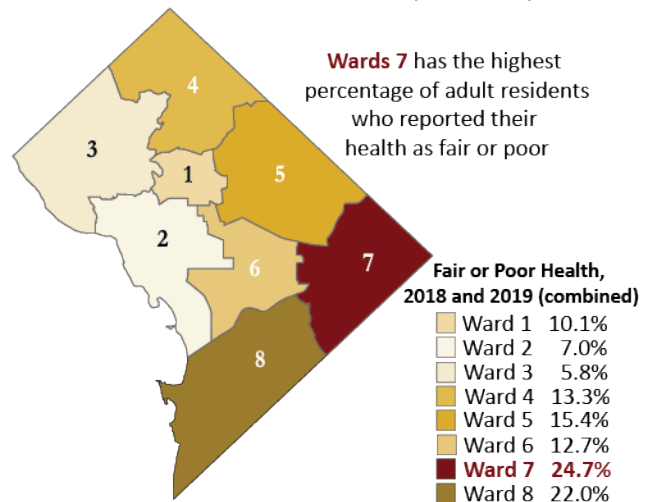 Wards 7 has the highest
percentage of adult residents
who reported their
health as fair or poor
4
3
1
5
2
6
7
8
Fair or Poor Health,
2018 and 2019 (combined)
Ward 1 10.1%
Ward 2 7.0%
Ward 3 5.8%
Ward 4 13.3%
Ward 5 15.4%
Ward 6 12.7%
Ward 7 24.7%
Ward 8 22.0%